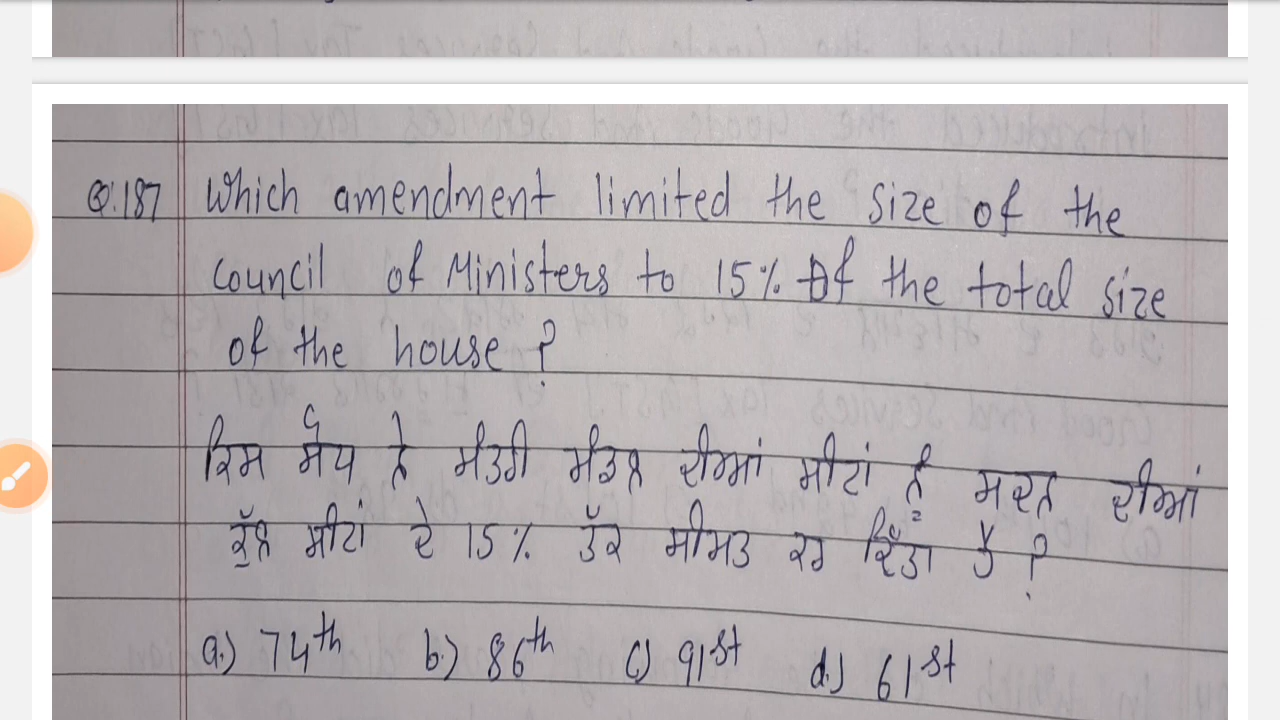 Q.187 Which amendment limited the size of the
Council of Ministers to 15% Of the total size
of the house ?
ਕਿਸ ਸੋਧ ਨੇ ਮੰਤਰੀ ਮੰਡਲ ਦੀਆਂ ਸੀਟਾਂ ਨੂੰ ਸਦਨ ਦੀਆਂ
ਕੁੱਲ ਸੀਟਾਂ ਦੇ 15% ਤੱਕ ਸੀਮਤ ਕਰ ਦਿੱਤਾ ਹੈ ?
a.) 74th b.) 86th c) 91st d.) 61st